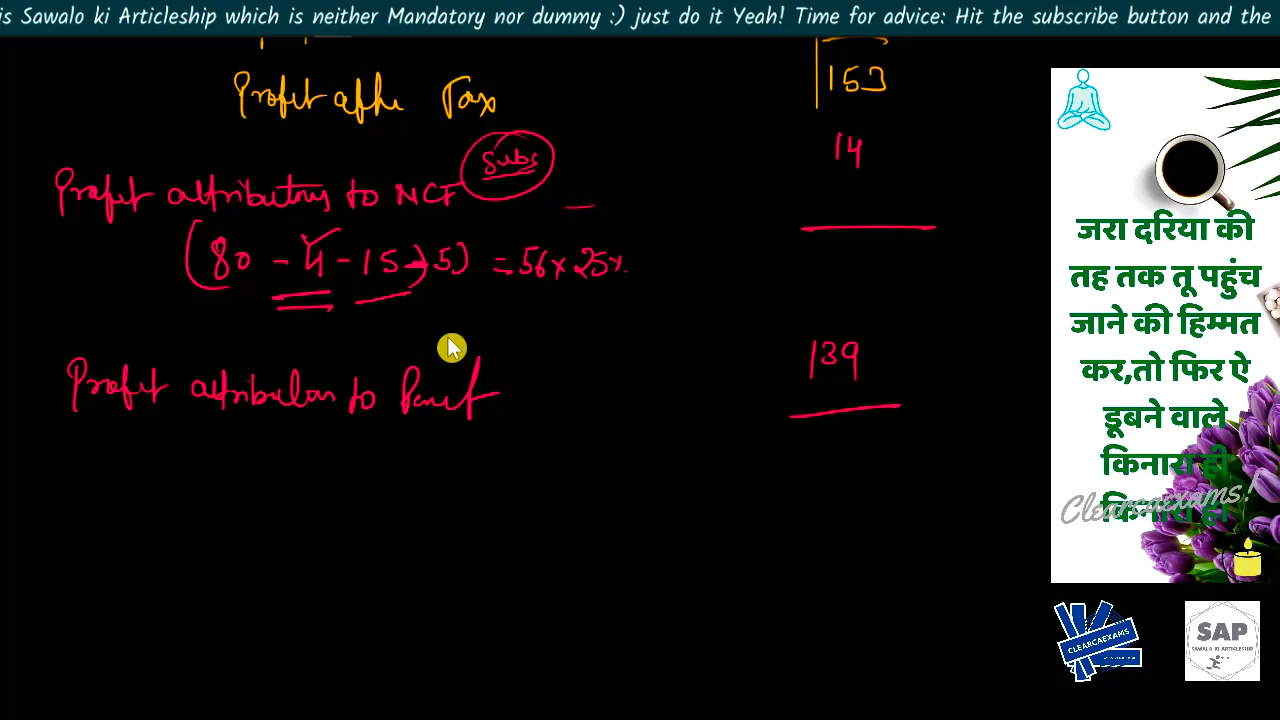 is Sawalo ki Articleship which is neither Mandatory nor dummy :) just do it Yeah! Time for advice: Hit the subscribe button and the
Profit after Tax 153
Profit attributory to NCI Subs 14
(80 - 4 - 15 - 5) = 56 x 25%
Profit attributon to Parent 139
जरा दरिया की
तह तक तू पहुंच
जाने की हिम्मत
कर,तो फिर ऐ
डूबने वाले
किनारा ही
किनारा है।
Clearcaexams!
CLEARCAEXAMS
SAP
SAWALO KI ARTICLESHIP